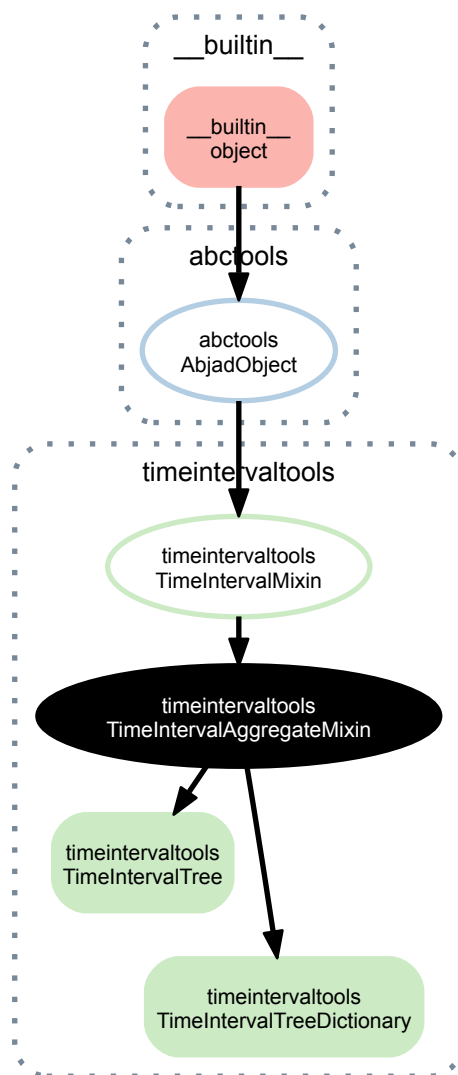 __builtin__
__builtin__
object
abctools
abctools
AbjadObject
timeintervaltools
timeintervaltools
TimeIntervalMixin
timeintervaltools
TimeIntervalAggregateMixin
timeintervaltools
TimeIntervalTree
timeintervaltools
TimeIntervalTreeDictionary